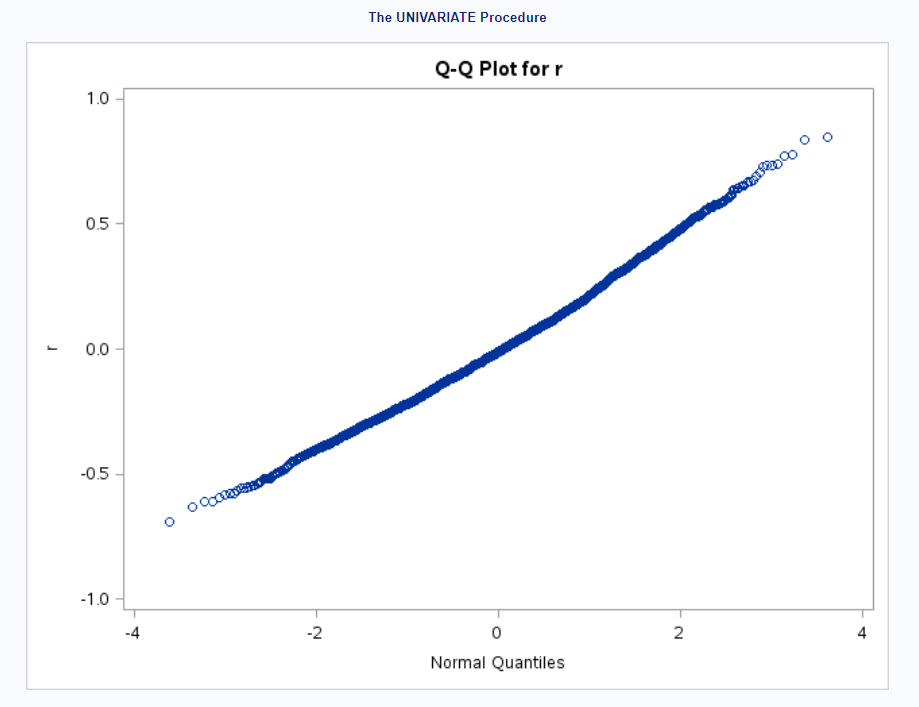 The UNIVARIATE Procedure
Q-Q Plot for r
1.0
0.5
0.0
-0.5
-1.0
r
-4 -2 0 2 4
Normal Quantiles